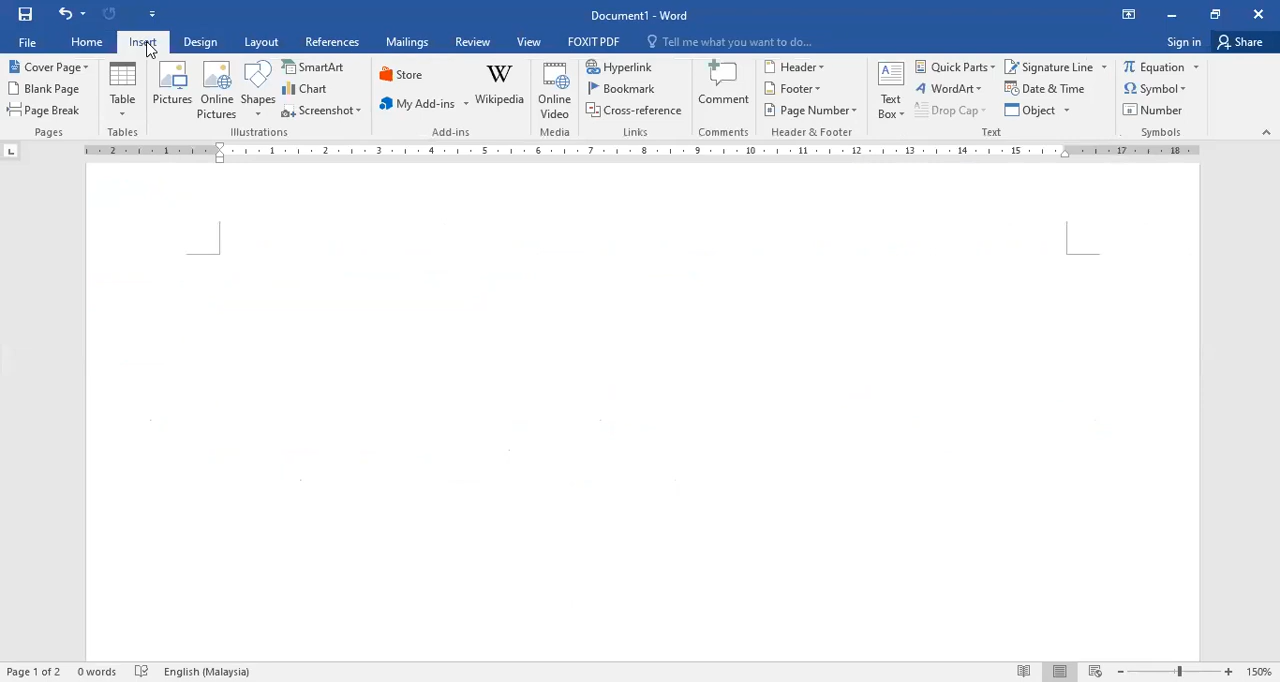 Document1 - Word
File Home Insert Design Layout References Mailings Review View FOXIT PDF Tell me what you want to do... Sign in Share
Cover Page
Blank Page
Page Break
Pages
Table
Tables
Pictures
Online Pictures
Shapes
SmartArt
Chart
Screenshot
Illustrations
Store
My Add-ins
W
Wikipedia
Add-ins
Online Video
Media
Hyperlink
Bookmark
Cross-reference
Links
Comment
Comments
Header
Footer
Page Number
Header & Footer
Text Box
Quick Parts
WordArt
Drop Cap
Signature Line
Date & Time
Object
Text
π Equation
Ω Symbol
Number
Symbols
L
2 1 1 2 3 4 5 6 7 8 9 10 11 12 13 14 15 17 18
Page 1 of 2 0 words English (Malaysia) 150%